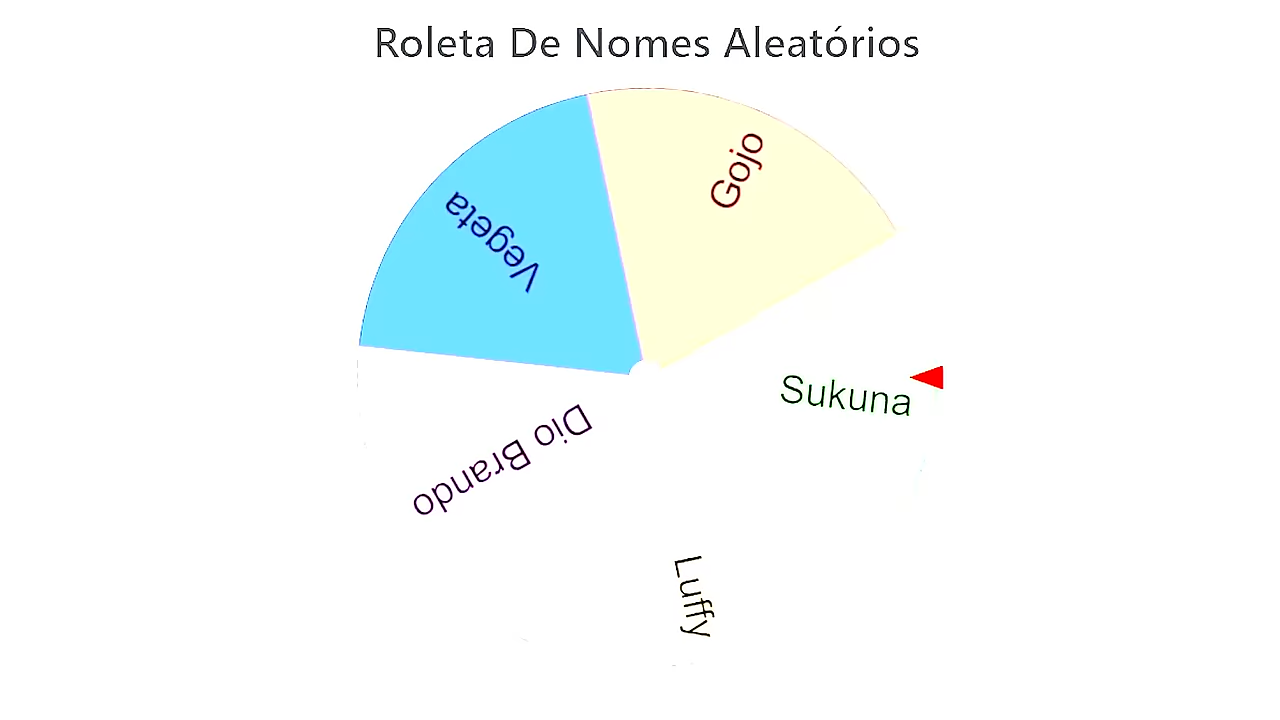 Roleta De Nomes Aleatórios
Gojo
Vegeta
Sukuna
Dio Brando
Luffy